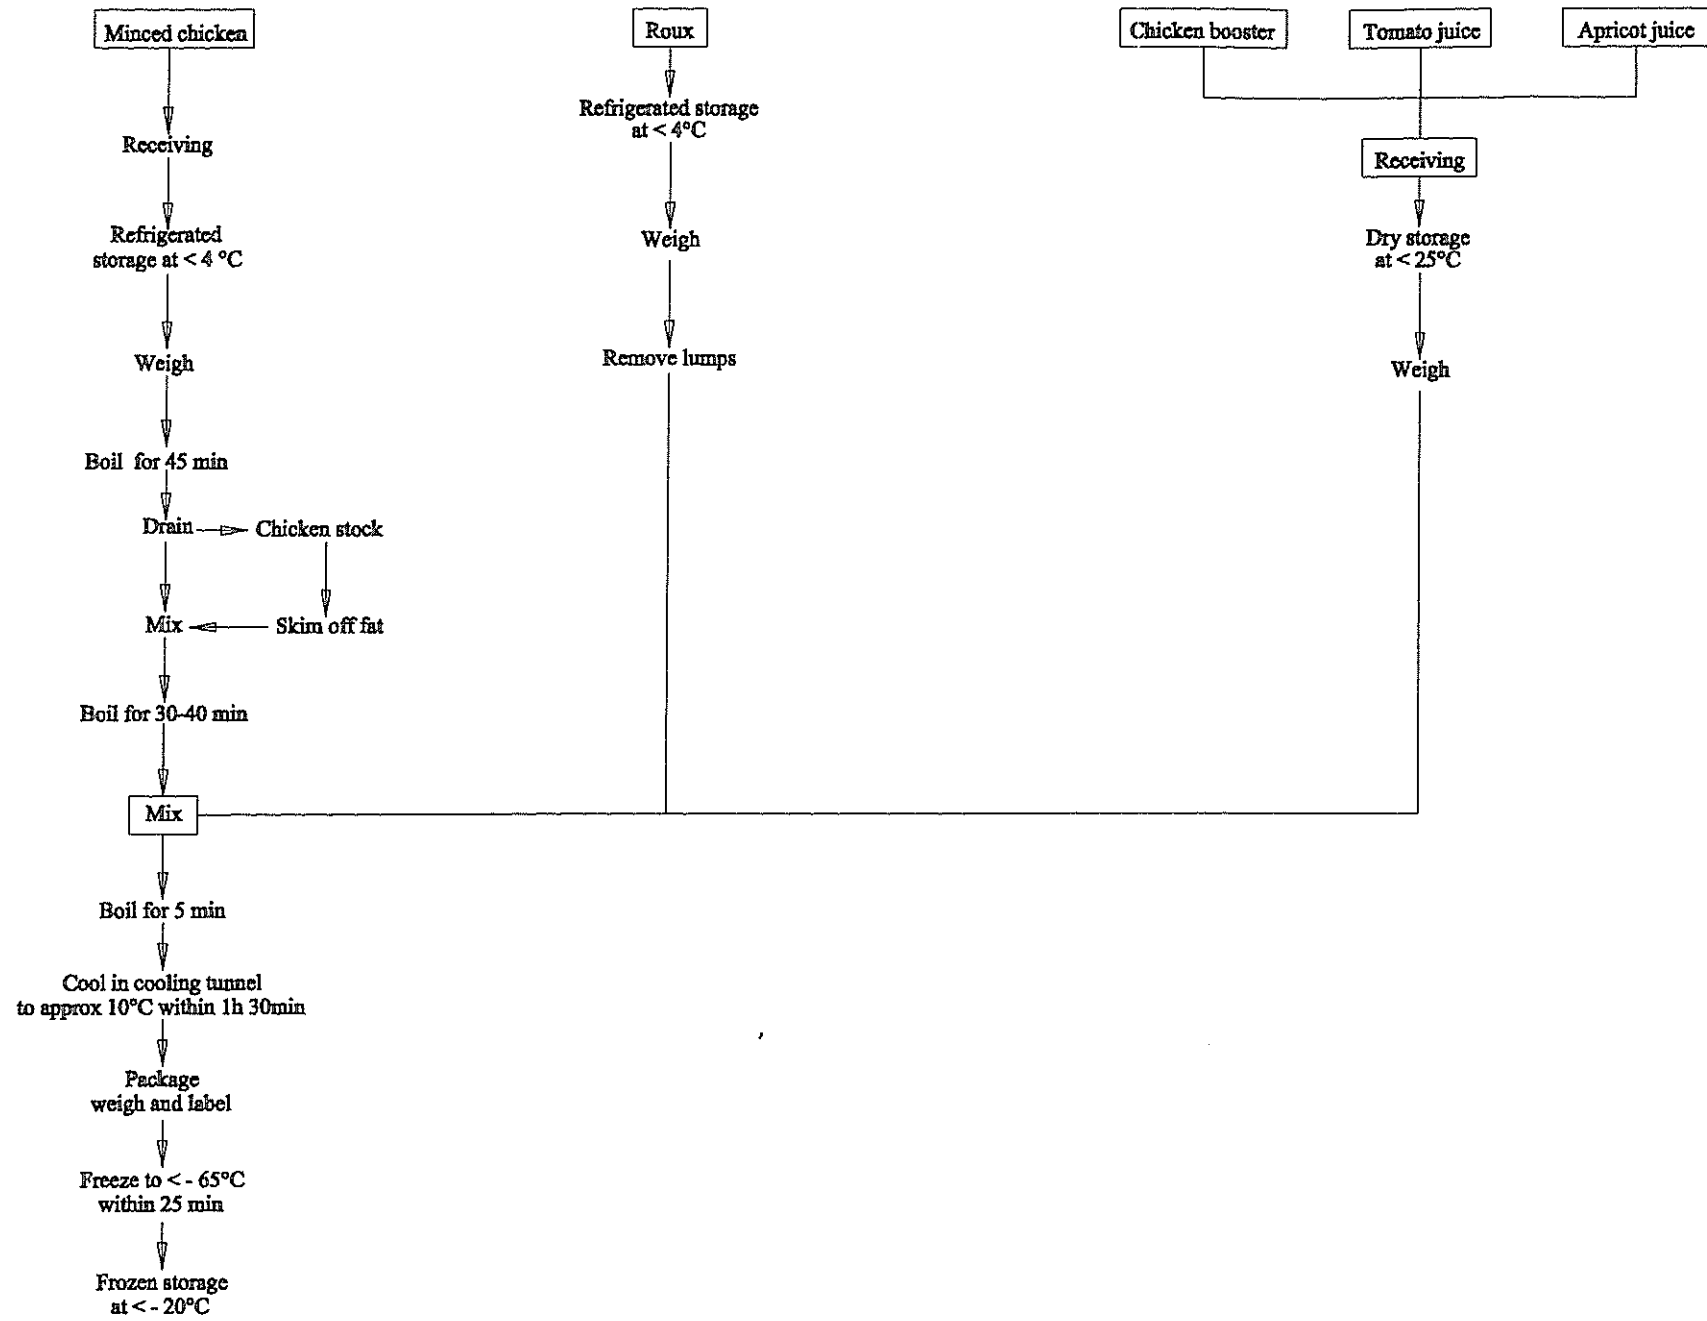 Minced chicken
Roux
Chicken booster
Tomato juice
Apricot juice
Refrigerated storage
at < 4°C
Receiving
Receiving
Refrigerated
storage at < 4 °C
Weigh
Dry storage
at < 25°C
Weigh
Remove lumps
Weigh
Boil for 45 min
Drain
Chicken stock
Mix
Skim off fat
Boil for 30-40 min
Mix
Boil for 5 min
Cool in cooling tunnel
to approx 10°C within 1h 30min
Package
weigh and label
Freeze to < - 65°C
within 25 min
Frozen storage
at < - 20°C